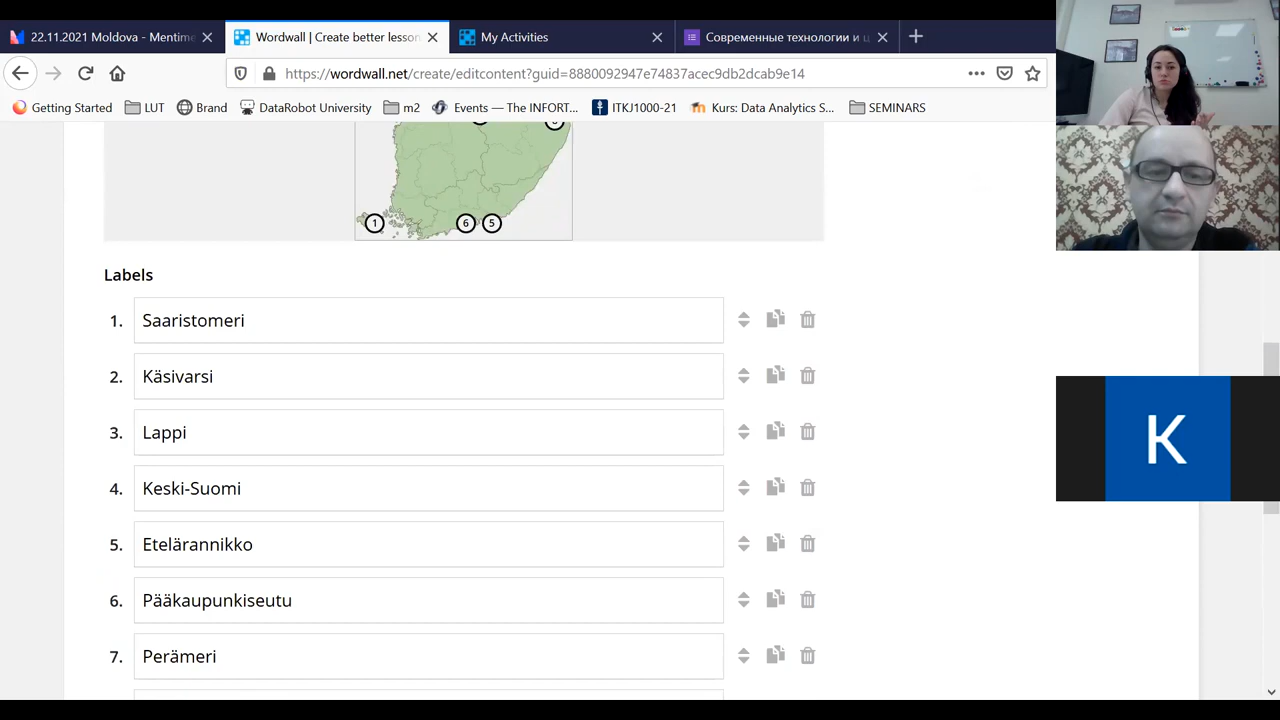 22.11.2021 Moldova - Mentime
Wordwall | Create better lesson
My Activities
Современные технологии и ц
https://wordwall.net/create/editcontent?guid=8880092947e74837acec9db2dcab9e14
Getting Started
LUT
Brand
DataRobot University
m2
Events — The INFORT...
ITKJ1000-21
Kurs: Data Analytics S...
SEMINARS
1
6
5
Labels
1. Saaristomeri
2. Käsivarsi
3. Lappi
4. Keski-Suomi
5. Etelärannikko
6. Pääkaupunkiseutu
7. Perämeri
K